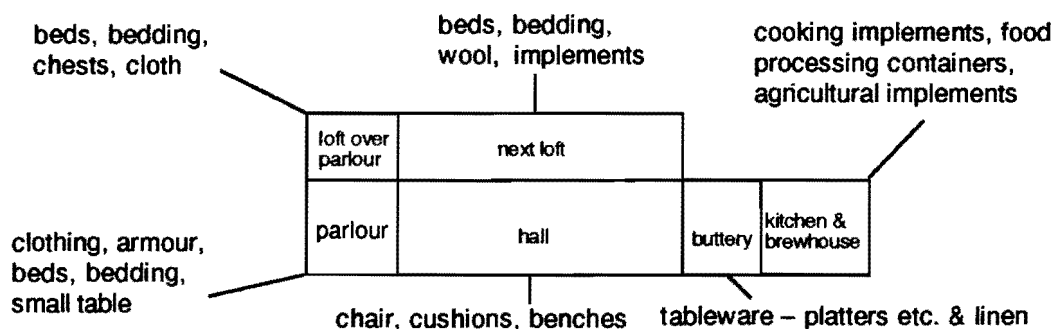 beds, bedding,
chests, cloth
beds, bedding,
wool, implements
cooking implements, food
processing containers,
agricultural implements
loft over
parlour
next loft
parlour
hall
buttery
kitchen &
brewhouse
clothing, armour,
beds, bedding,
small table
chair, cushions, benches
tableware – platters etc. & linen